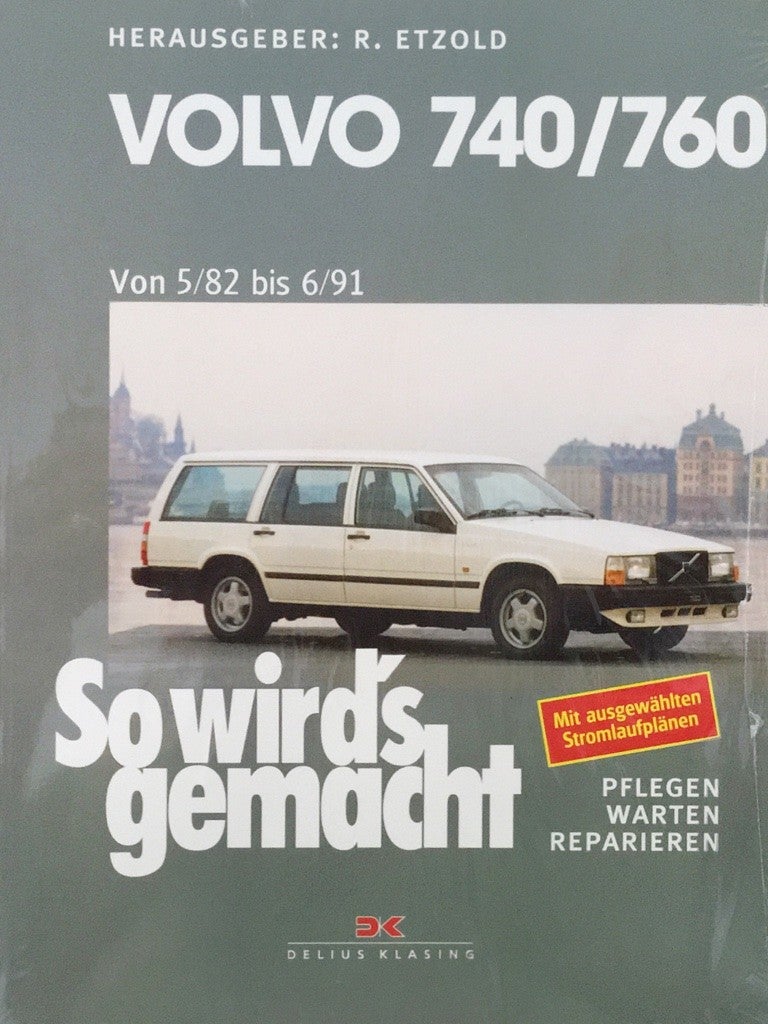 HERAUSGEBER: R. ETZOLD
VOLVO 740/760
Von 5/82 bis 6/91
So wird's
gemacht
Mit ausgewählten
Stromlaufplänen
PFLEGEN
WARTEN
REPARIEREN
DK
DELIUS KLASING